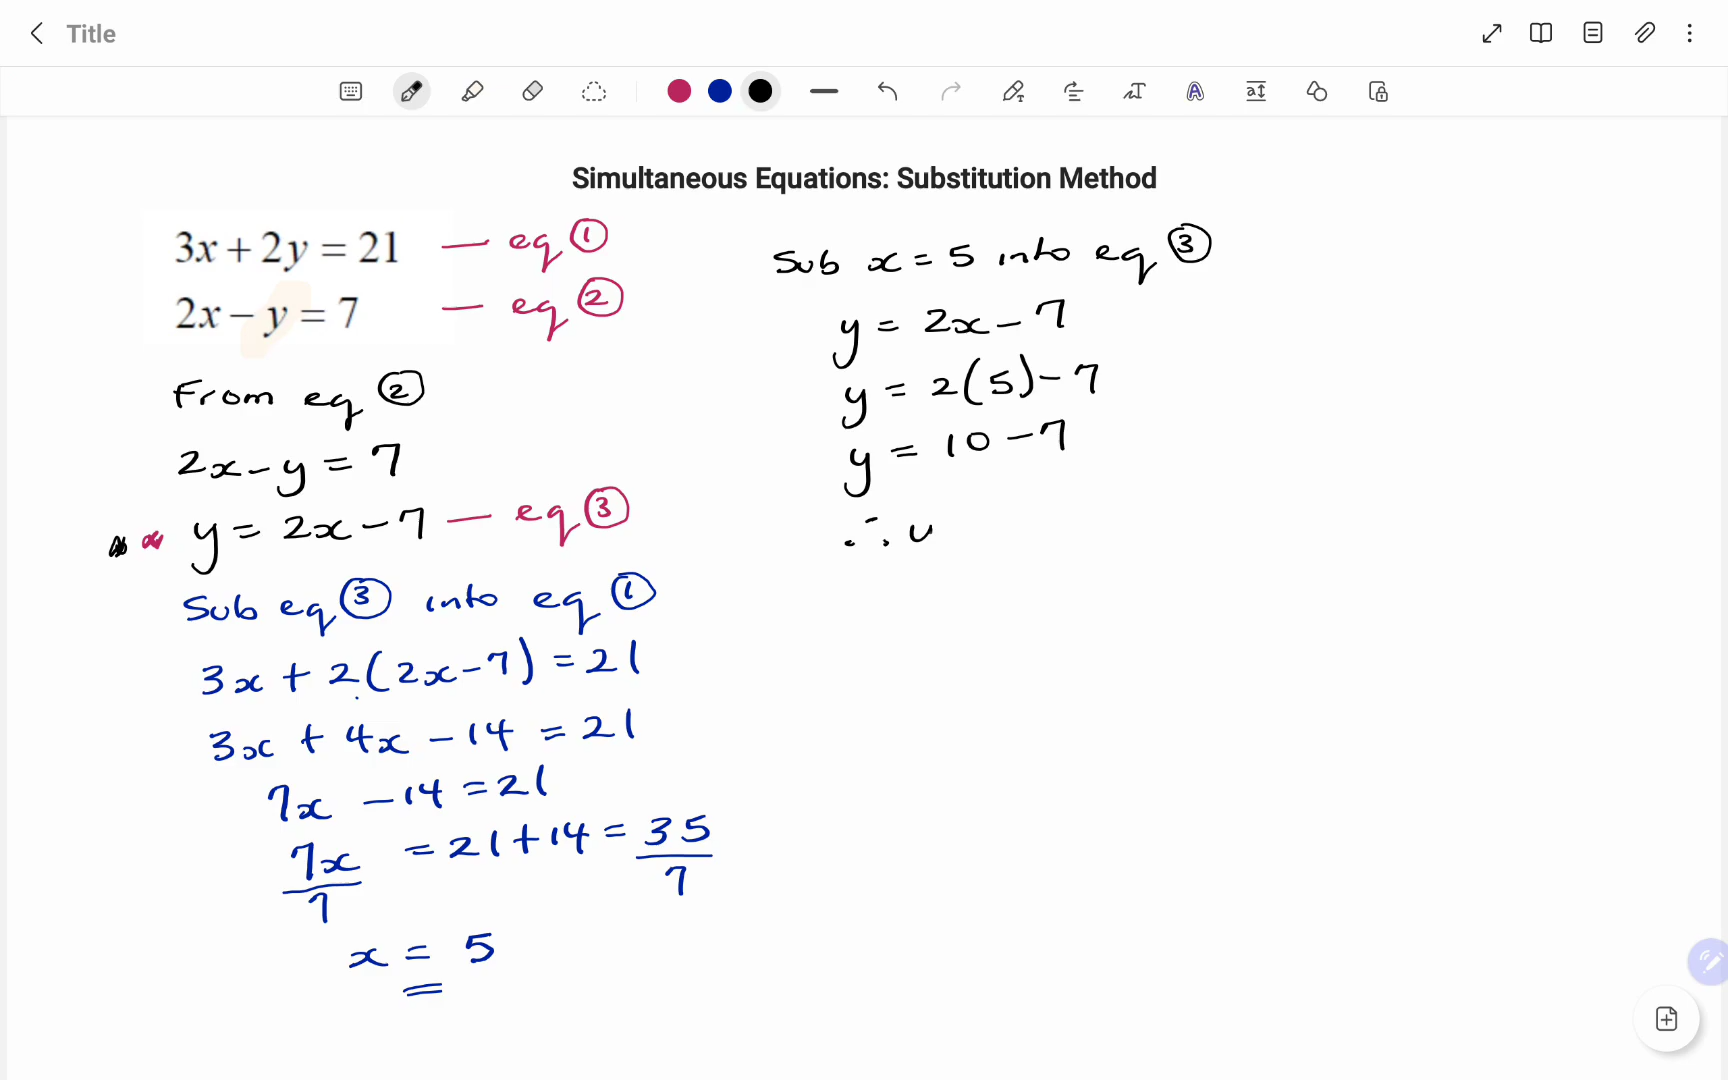 Title
Simultaneous Equations: Substitution Method
3x + 2y = 21 — eq ①
2x − y = 7 — eq ②
From eq ②
2x − y = 7
y = 2x − 7 — eq ③
Sub eq ③ into eq ①
3x + 2(2x − 7) = 21
3x + 4x − 14 = 21
7x − 14 = 21
7x/7 = 21 + 14 = 35/7
x = 5
Sub x = 5 into eq ③
y = 2x − 7
y = 2(5) − 7
y = 10 − 7
∴